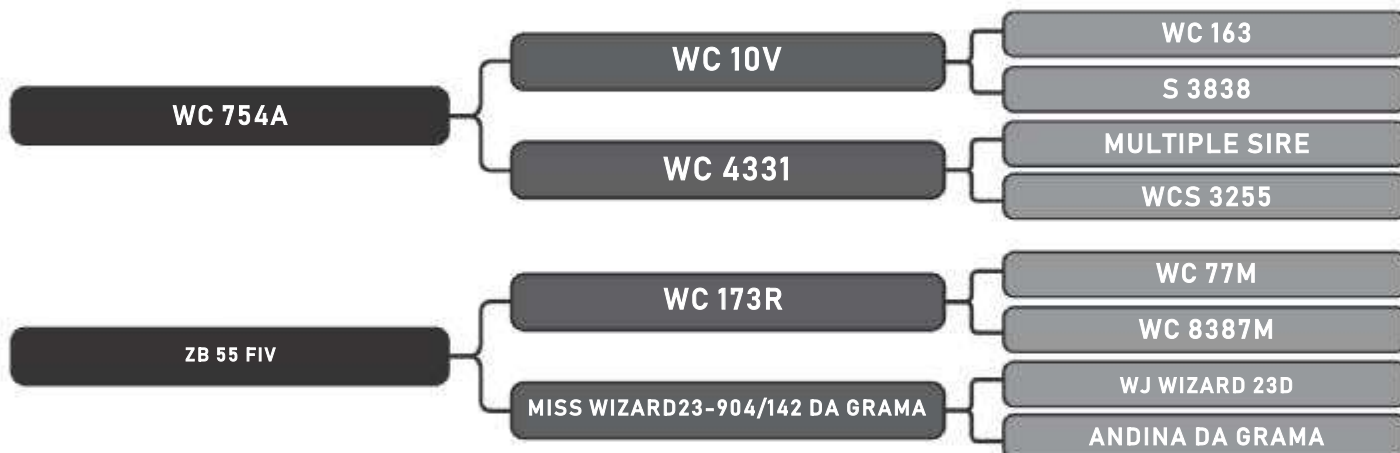 WC 754A
WC 10V
WC 163
S 3838
WC 4331
MULTIPLE SIRE
WCS 3255
ZB 55 FIV
WC 173R
WC 77M
WC 8387M
MISS WIZARD23-904/142 DA GRAMA
WJ WIZARD 23D
ANDINA DA GRAMA